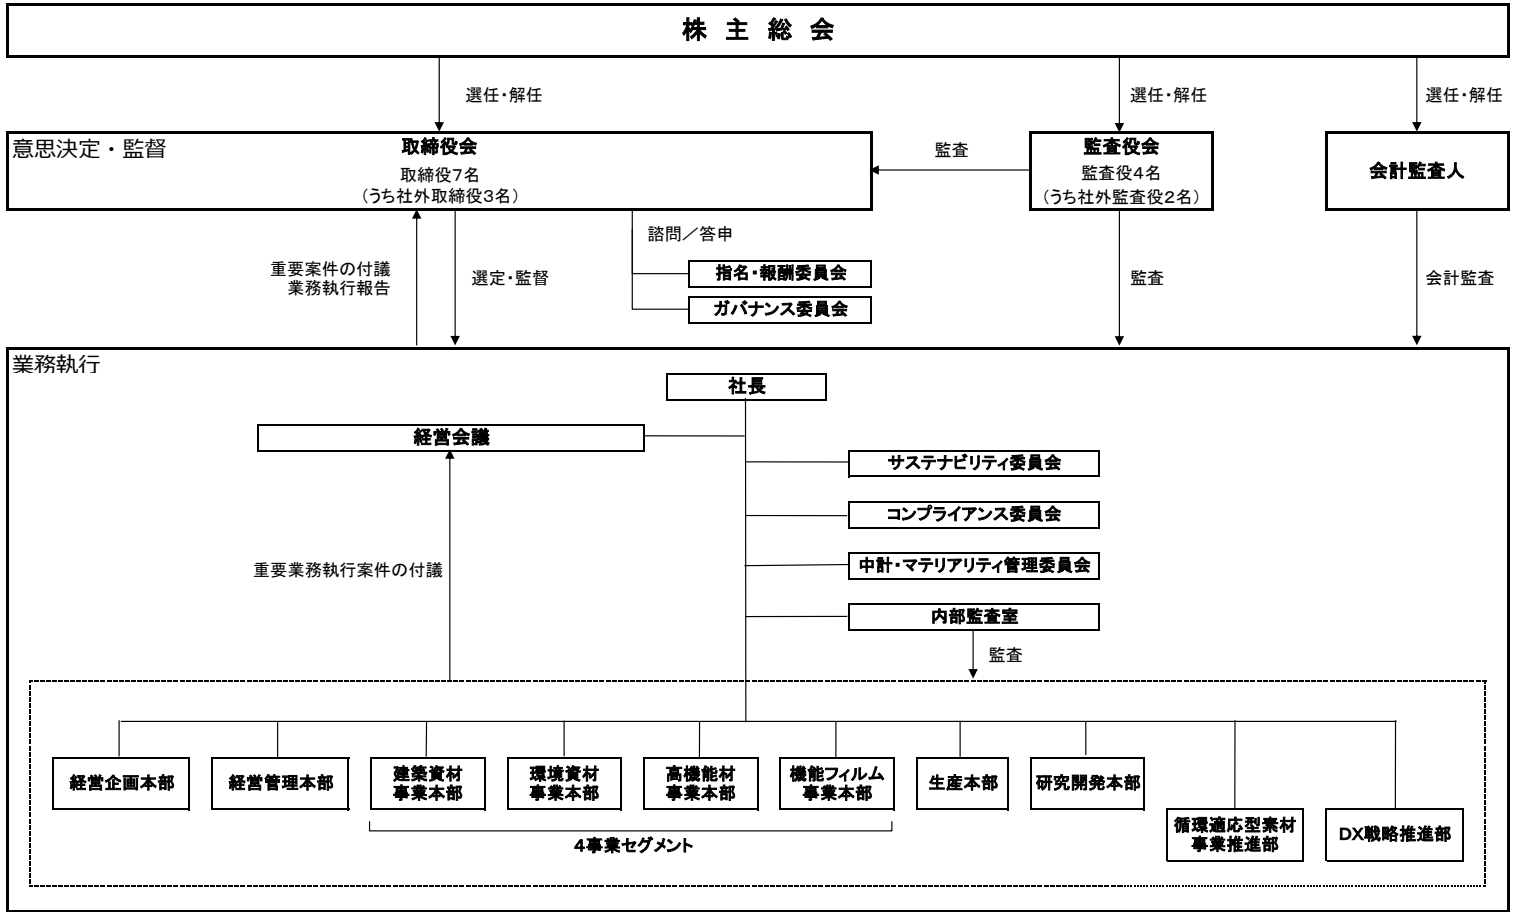 株 主 総 会
選任・解任
選任・解任
選任・解任
意思決定・監督
取締役会
取締役７名
（うち社外取締役３名）
監査
監査役会
監査役４名
（うち社外監査役２名）
会計監査人
諮問／答申
重要案件の付議
業務執行報告
選定・監督
指名・報酬委員会
ガバナンス委員会
監査
会計監査
業務執行
社長
経営会議
サステナビリティ委員会
コンプライアンス委員会
重要業務執行案件の付議
中計・マテリアリティ管理委員会
内部監査室
監査
経営企画本部
経営管理本部
建築資材
事業本部
環境資材
事業本部
高機能材
事業本部
機能フィルム
事業本部
生産本部
研究開発本部
循環適応型素材
事業推進部
DX戦略推進部
４事業セグメント